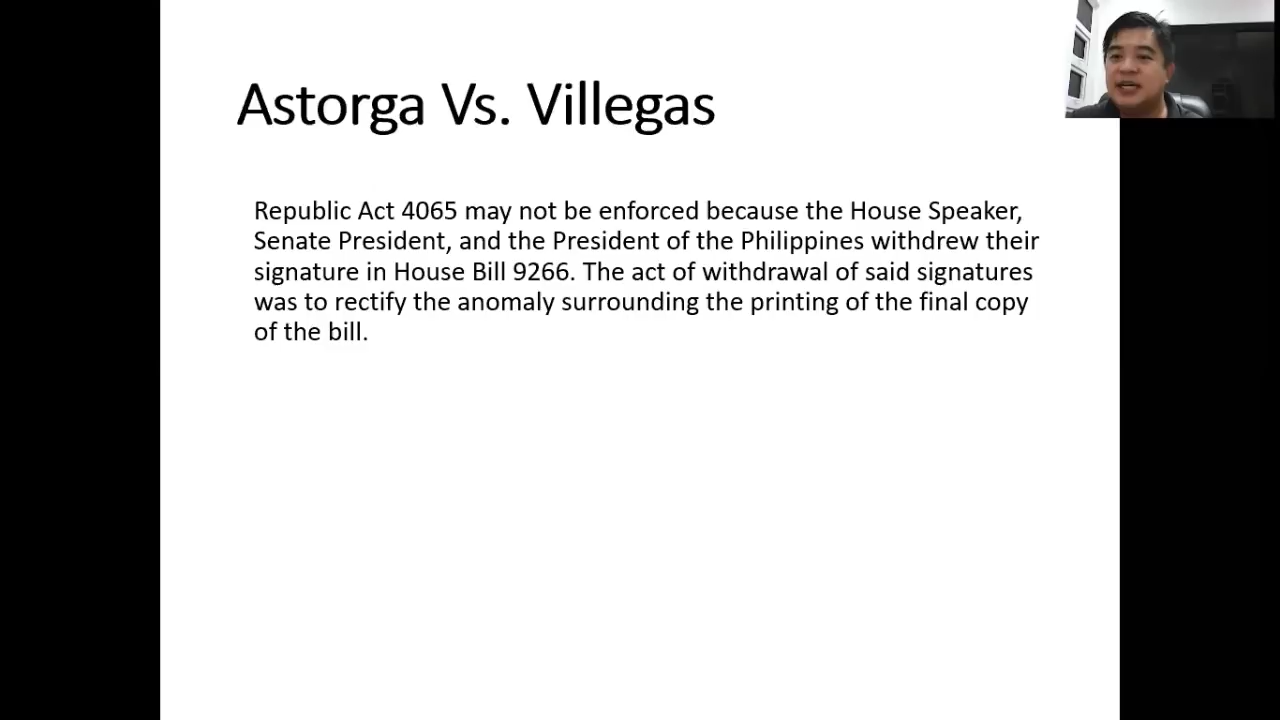 Astorga Vs. Villegas
Republic Act 4065 may not be enforced because the House Speaker,
Senate President, and the President of the Philippines withdrew their
signature in House Bill 9266. The act of withdrawal of said signatures
was to rectify the anomaly surrounding the printing of the final copy
of the bill.